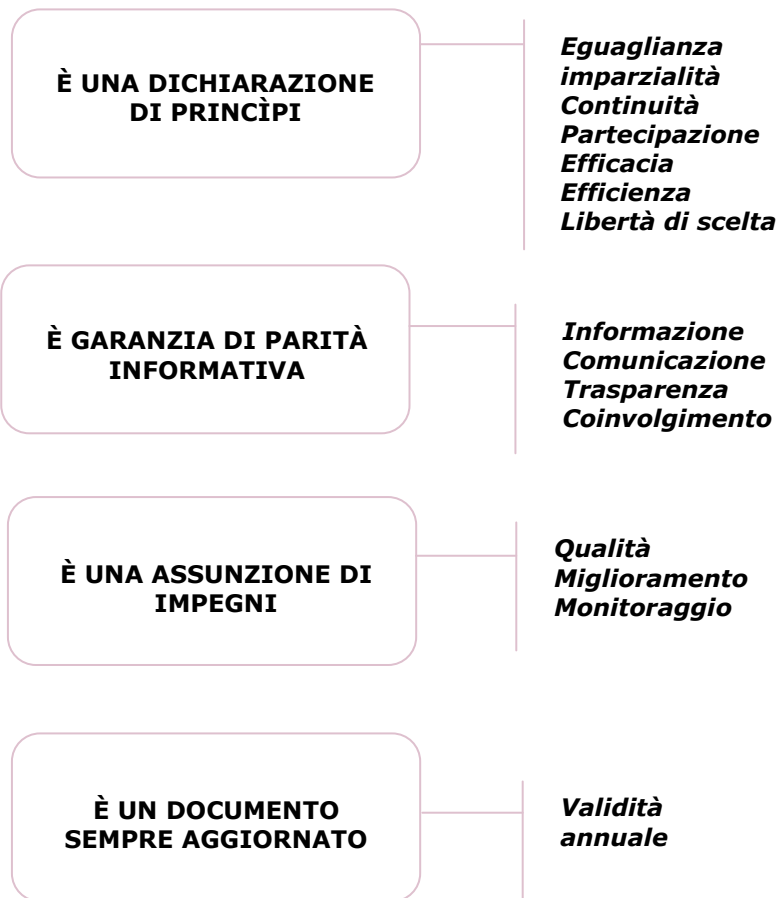 È UNA DICHIARAZIONE
DI PRINCÌPI
Eguaglianza
imparzialità
Continuità
Partecipazione
Efficacia
Efficienza
Libertà di scelta
È GARANZIA DI PARITÀ
INFORMATIVA
Informazione
Comunicazione
Trasparenza
Coinvolgimento
È UNA ASSUNZIONE DI
IMPEGNI
Qualità
Miglioramento
Monitoraggio
È UN DOCUMENTO
SEMPRE AGGIORNATO
Validità
annuale